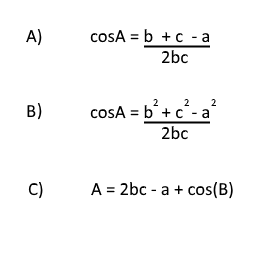 A) cosA = b + c - a
2bc
B) cosA = b² + c² - a²
2bc
C) A = 2bc - a + cos(B)